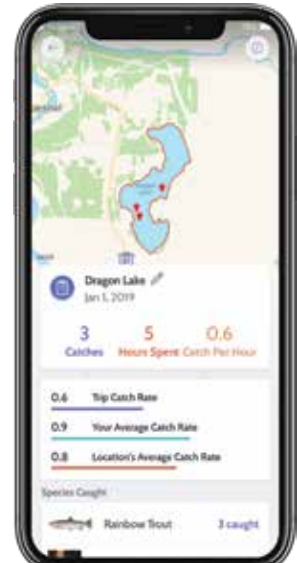 Dragon Lake
Jan 1, 2019
3 5 0.6
Catches Hours Spent Catch Per Hour
0.6 Trip Catch Rate
0.9 Your Average Catch Rate
0.8 Location's Average Catch Rate
Species Caught
Rainbow Trout 3 caught